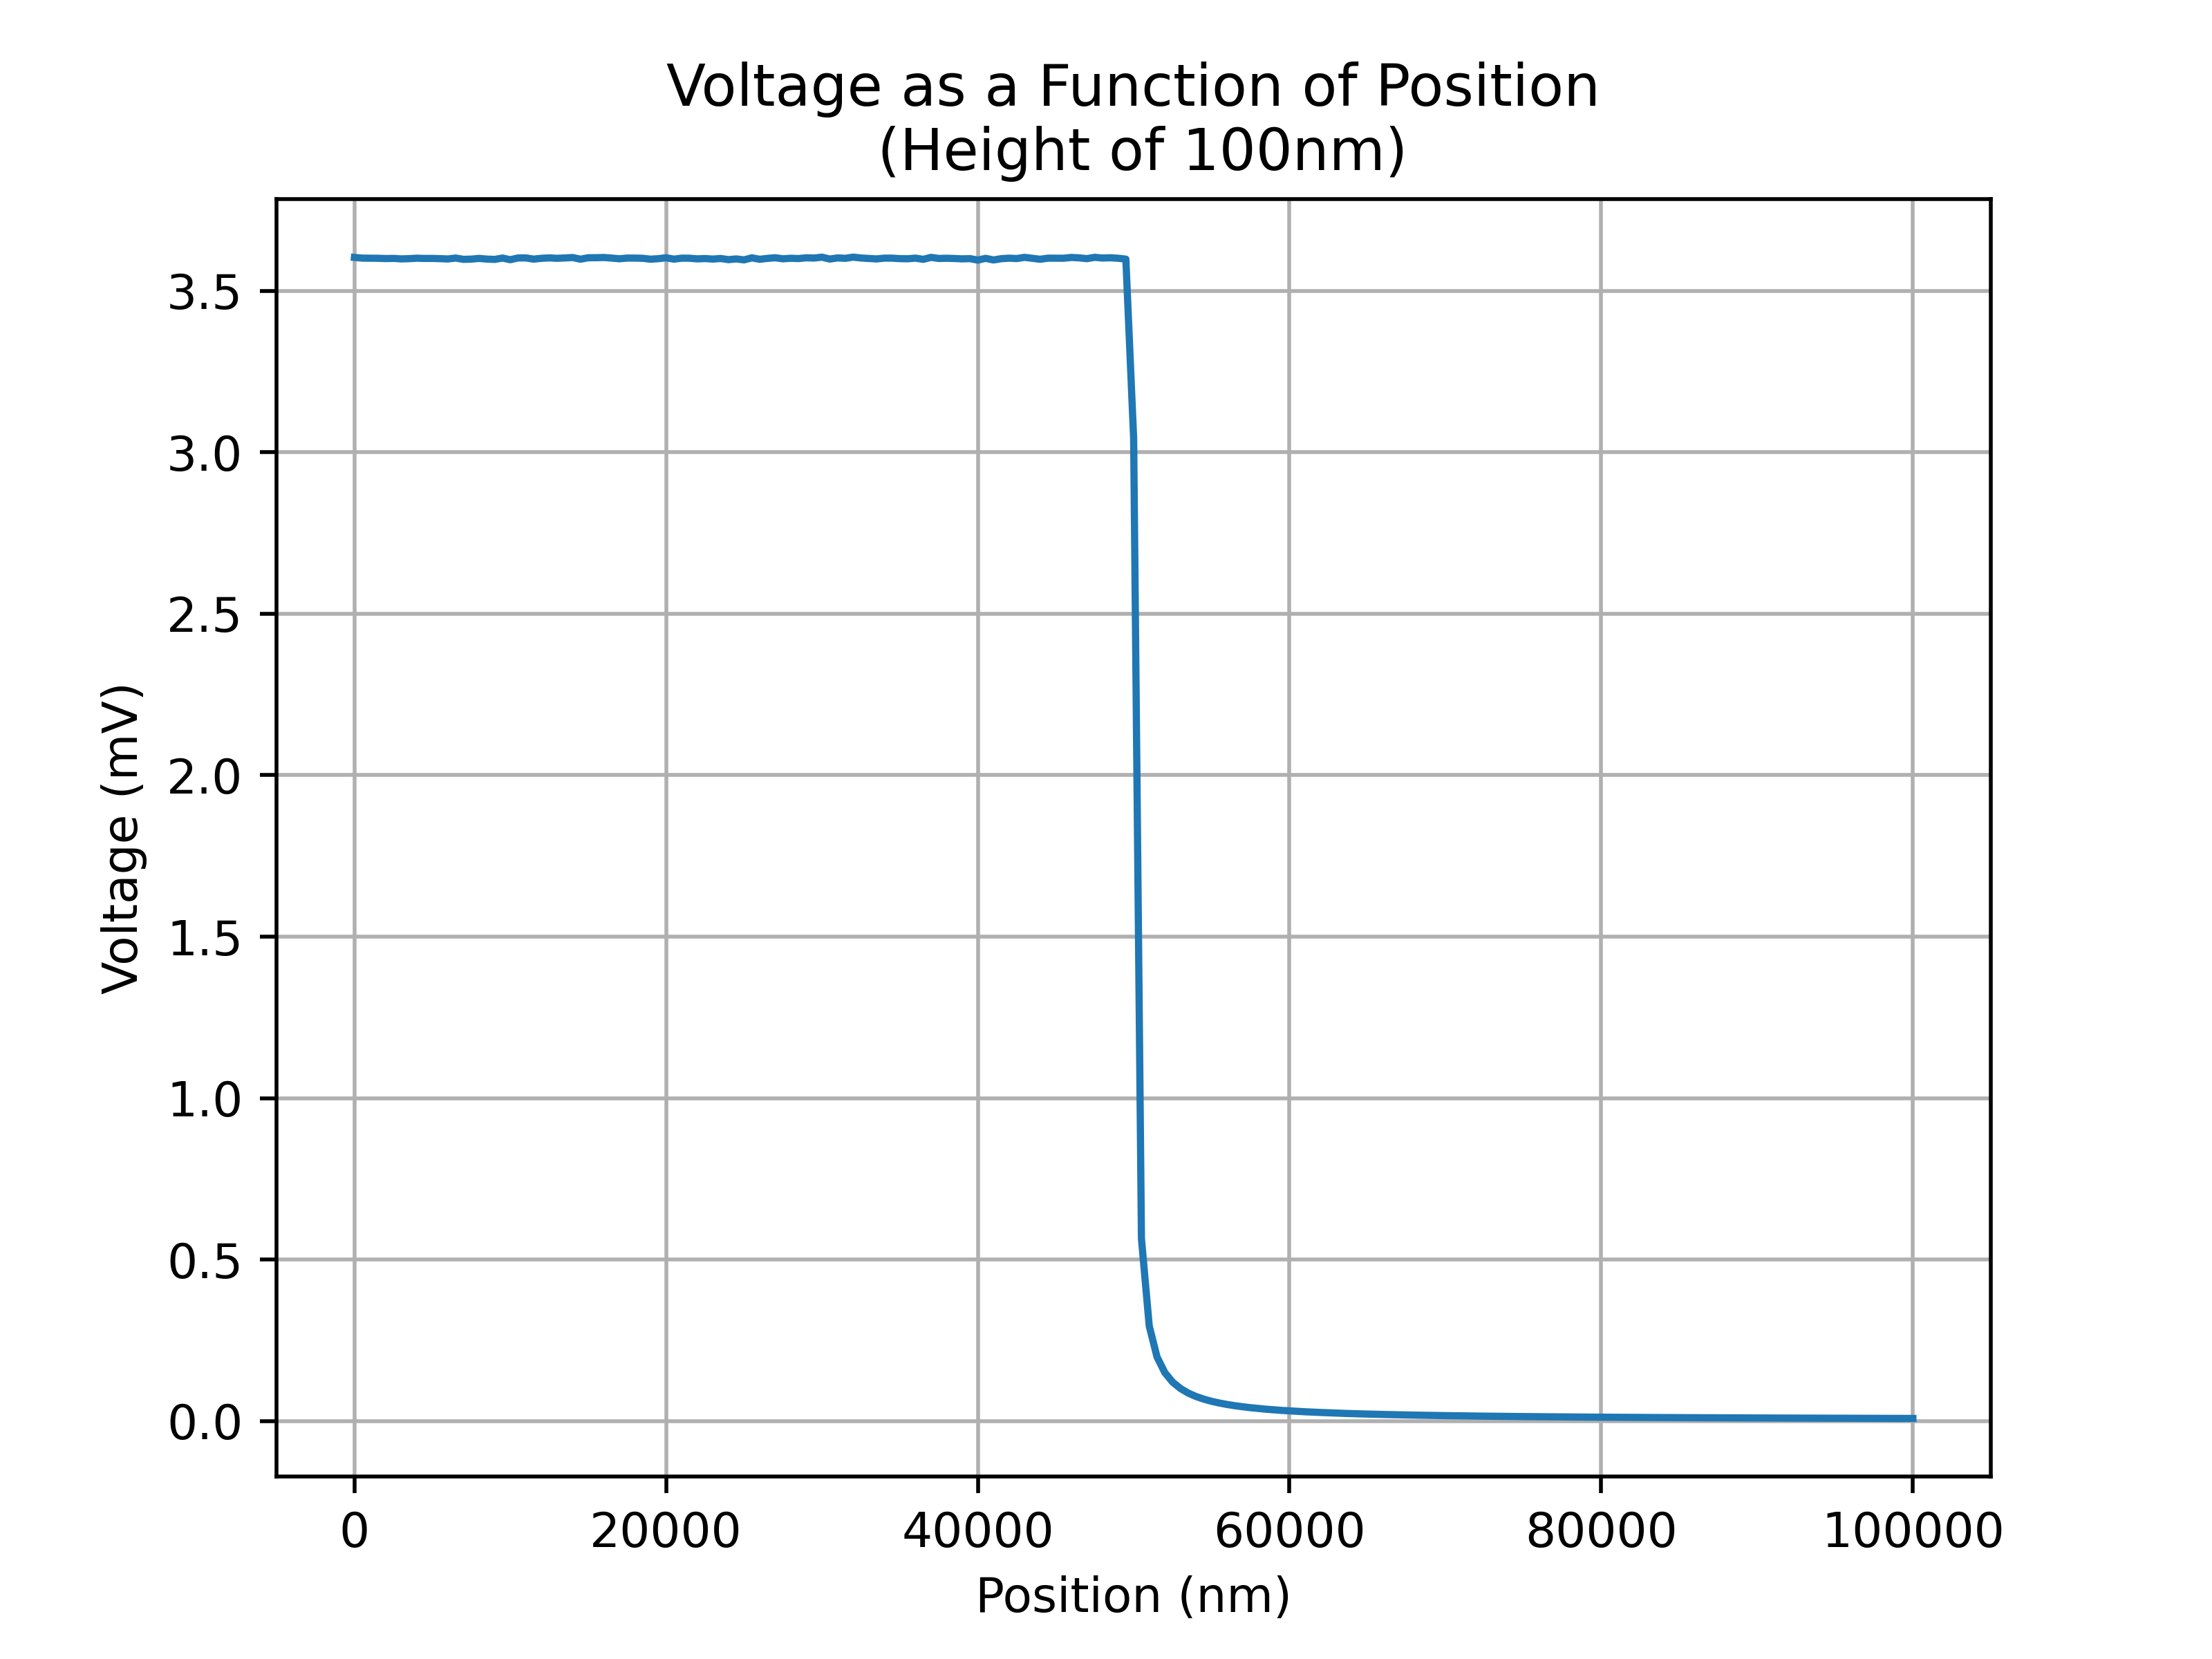 Voltage as a Function of Position
(Height of 100nm)
3.5
3.0
2.5
2.0
1.5
1.0
0.5
0.0
Voltage (mV)
0 20000 40000 60000 80000 100000
Position (nm)